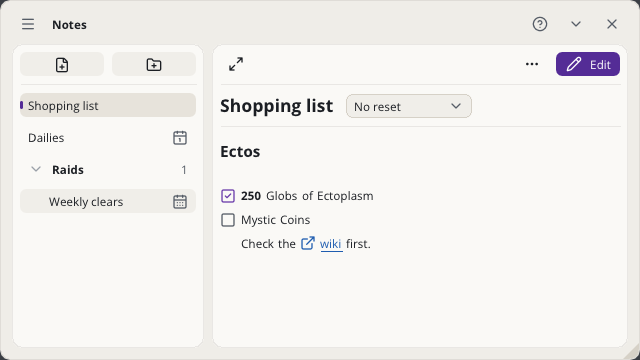 Notes
Edit
Shopping list
Dailies
Raids 1
Weekly clears
Shopping list No reset
Ectos
250 Globs of Ectoplasm
Mystic Coins
Check the wiki first.